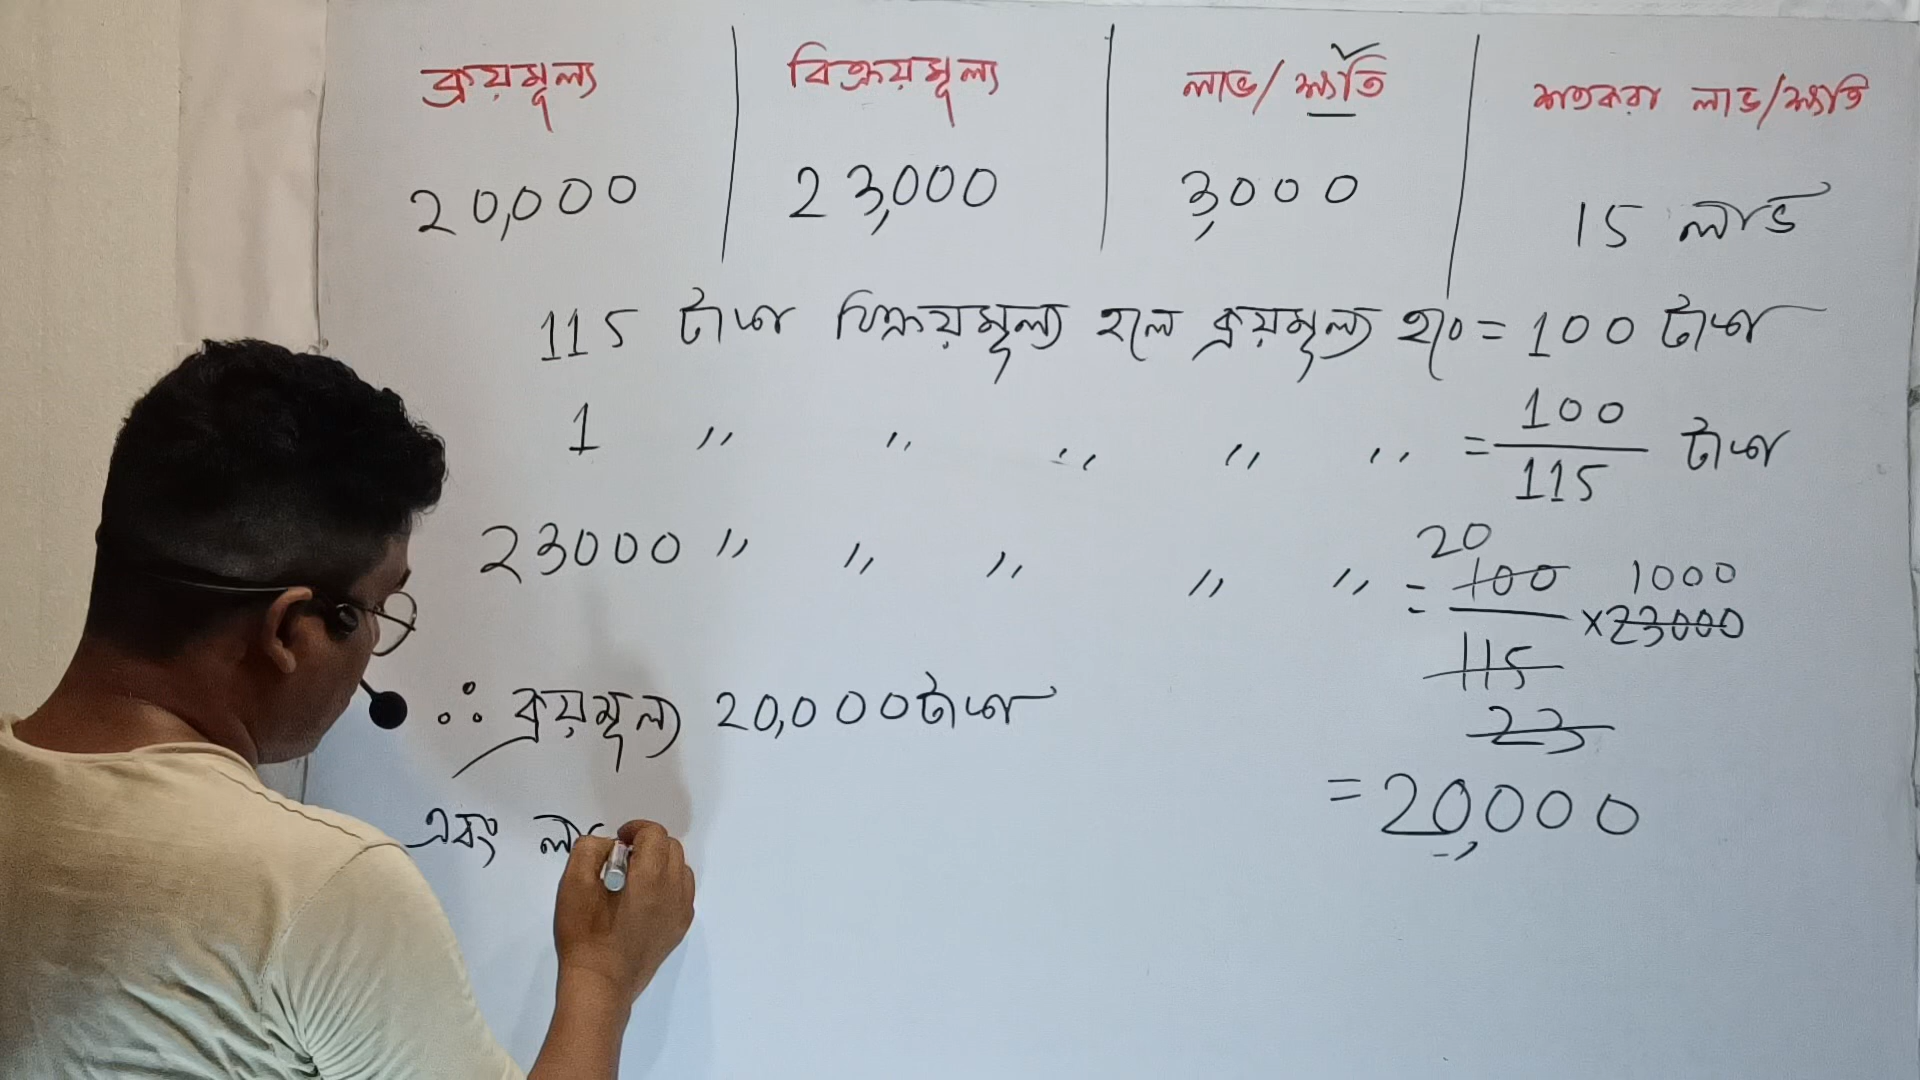 ক্রয়মূল্য | বিক্রয়মূল্য | লাভ/ক্ষতি | শতকরা লাভ/ক্ষতি
20,000 | 23,000 | 3,000 | 15 লাভ
115 টাকা বিক্রয়মূল্য হলে ক্রয়মূল্য হয় = 100 টাকা
1 " " " " " = 100/115 টাকা
23000 " " " " " = 100/115 × 23000
20 1000
23
∴ ক্রয়মূল্য 20,000 টাকা
= 20,000
এবং